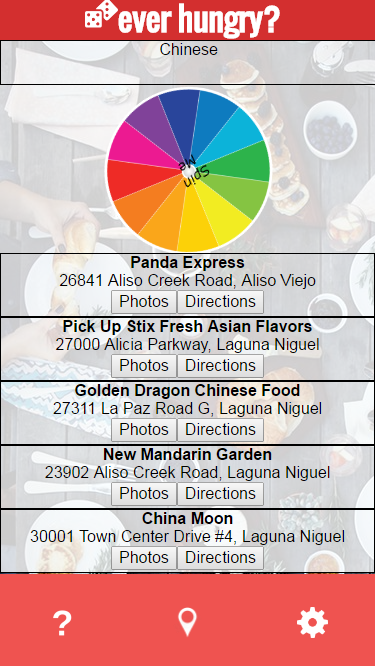 ever hungry?
Chinese
Spin
Me
Panda Express
26841 Aliso Creek Road, Aliso Viejo
Photos Directions
Pick Up Stix Fresh Asian Flavors
27000 Alicia Parkway, Laguna Niguel
Photos Directions
Golden Dragon Chinese Food
27311 La Paz Road G, Laguna Niguel
Photos Directions
New Mandarin Garden
23902 Aliso Creek Road, Laguna Niguel
Photos Directions
China Moon
30001 Town Center Drive #4, Laguna Niguel
Photos Directions
?